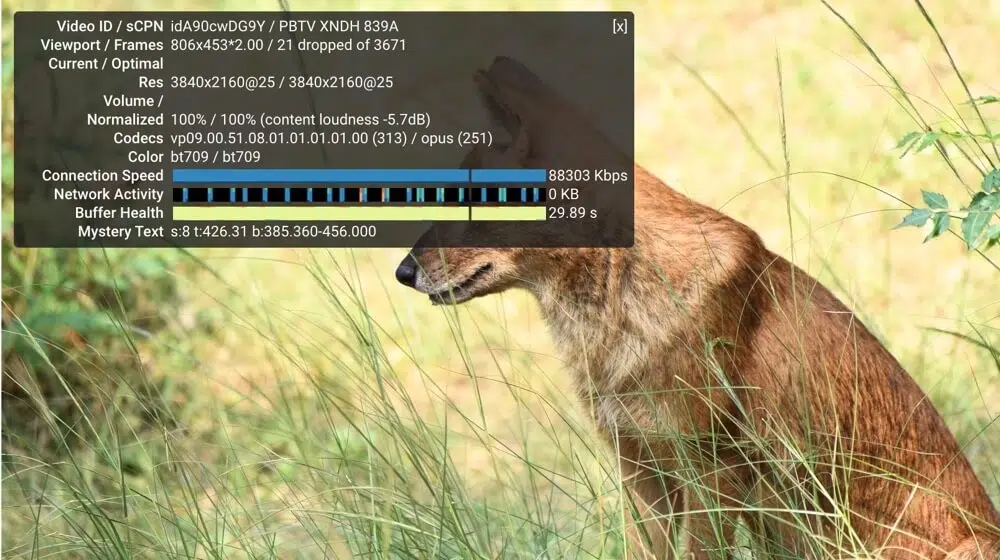 Video ID / sCPN idA90cwDG9Y / PBTV XNDH 839A [x]
Viewport / Frames 806x453*2.00 / 21 dropped of 3671
Current / Optimal
Res 3840x2160@25 / 3840x2160@25
Volume /
Normalized 100% / 100% (content loudness -5.7dB)
Codecs vp09.00.51.08.01.01.01.01.00 (313) / opus (251)
Color bt709 / bt709
Connection Speed 88303 Kbps
Network Activity 0 KB
Buffer Health 29.89 s
Mystery Text s:8 t:426.31 b:385.360-456.000